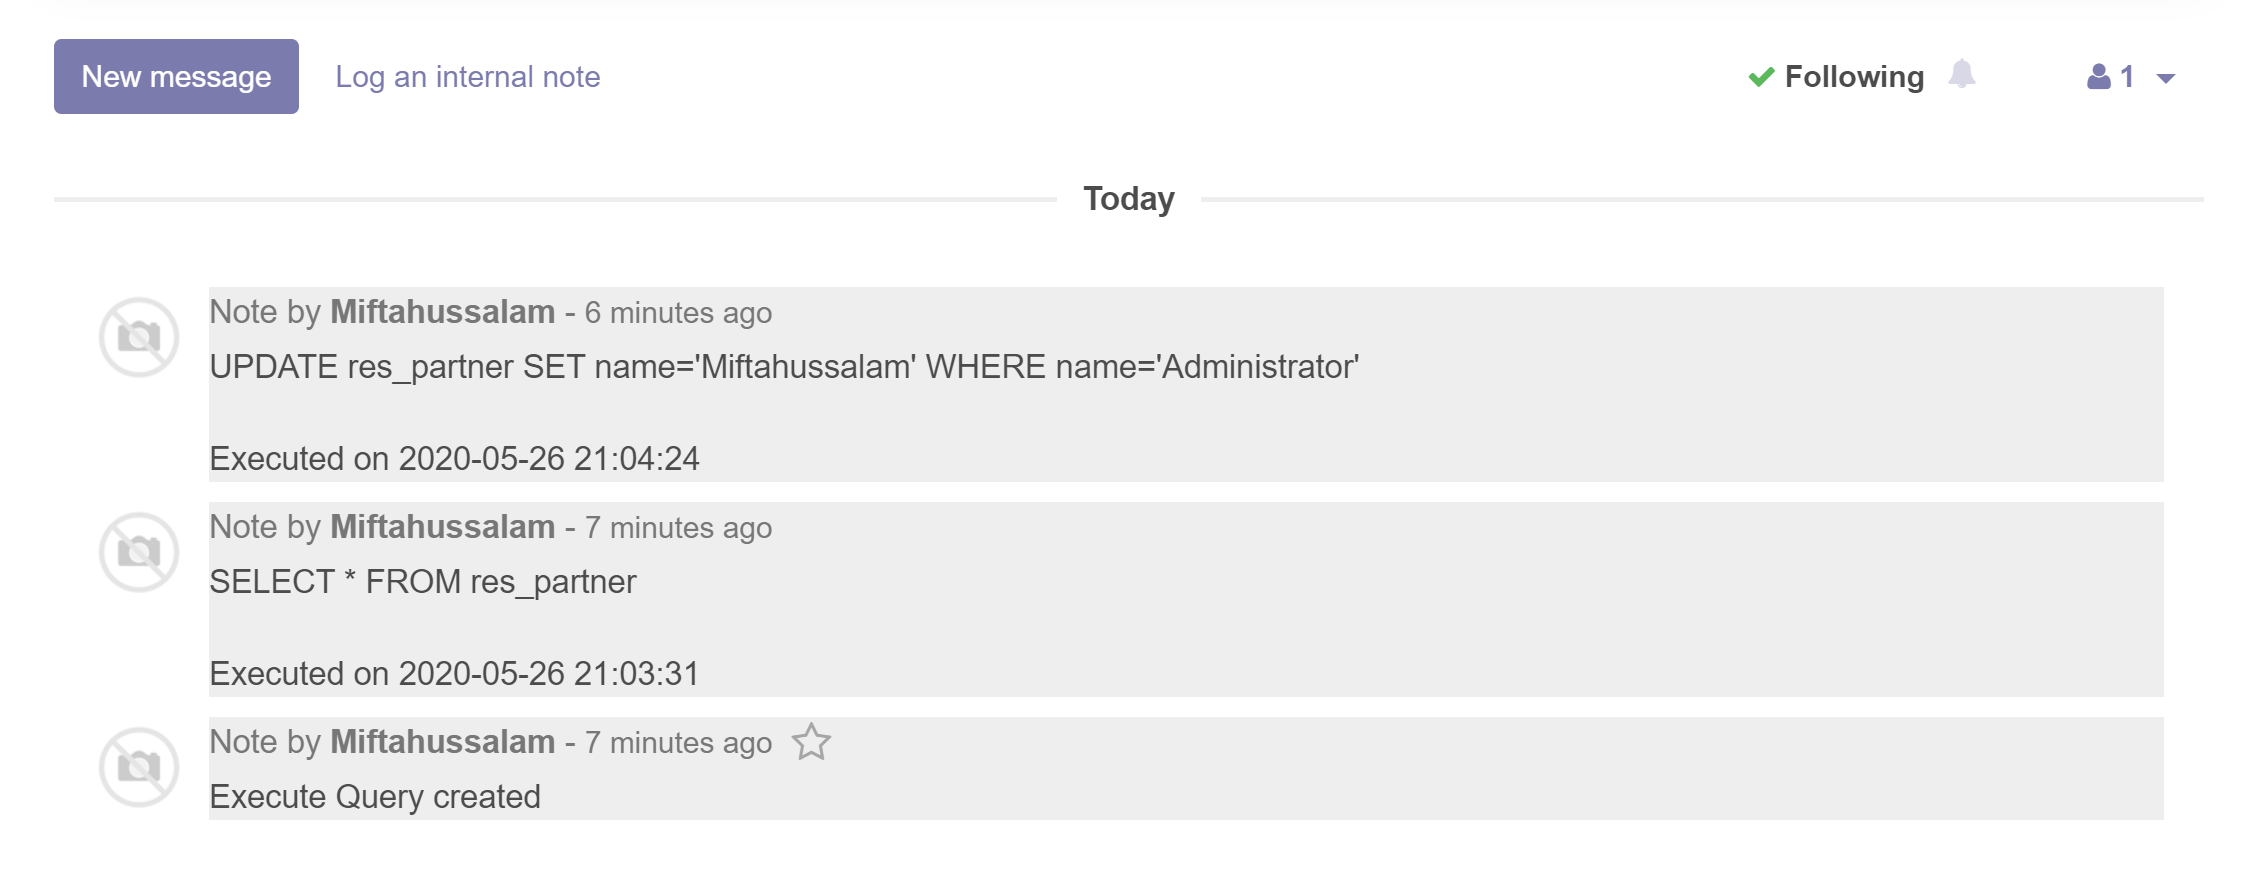 New message Log an internal note Following 1
Today
Note by Miftahussalam - 6 minutes ago
UPDATE res_partner SET name='Miftahussalam' WHERE name='Administrator'
Executed on 2020-05-26 21:04:24
Note by Miftahussalam - 7 minutes ago
SELECT * FROM res_partner
Executed on 2020-05-26 21:03:31
Note by Miftahussalam - 7 minutes ago
Execute Query created